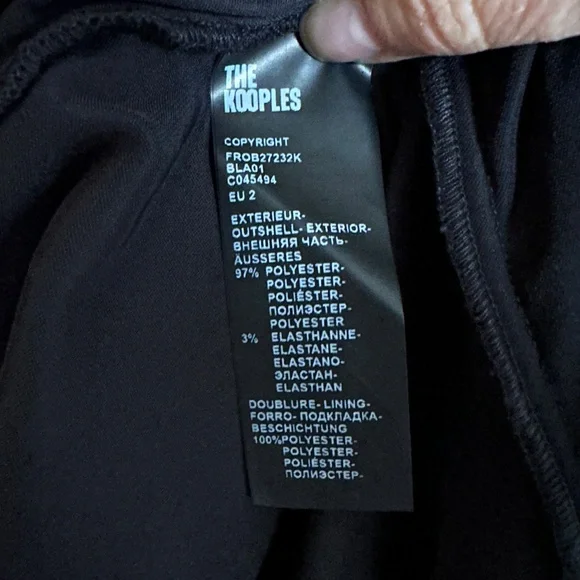 THE
KOOPLES
COPYRIGHT
FROB27232K
BLA01
C045494
EU 2
EXTERIEUR-
OUTSHELL- EXTERIOR-
ВНЕШНЯЯ ЧАСТЬ-
ÄUSSERES
97% POLYESTER-
POLYESTER-
POLIÉSTER-
ПОЛИЭСТЕР-
POLYESTER
3% ELASTHANNE-
ELASTANE-
ELASTANO-
ЭЛАСТАН-
ELASTHAN
DOUBLURE- LINING-
FORRO- ПОДКЛАДКА-
BESCHICHTUNG
100%POLYESTER-
POLYESTER-
POLIÉSTER-
ПОЛИЭСТЕР-